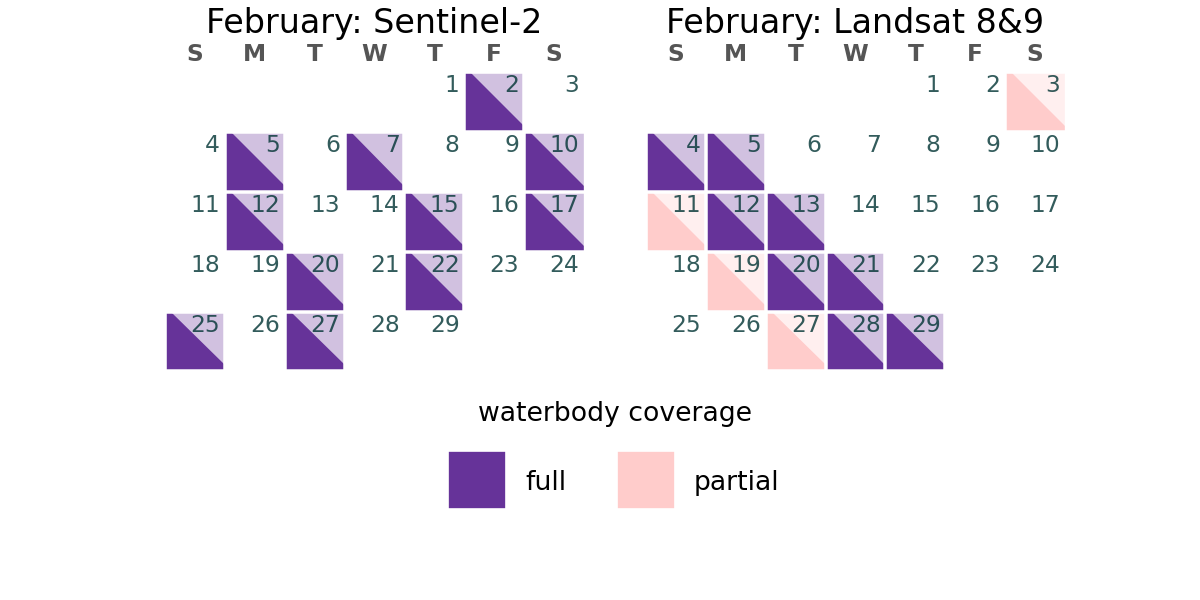 February: Sentinel-2
S M T W T F S
1 2 3
4 5 6 7 8 9 10
11 12 13 14 15 16 17
18 19 20 21 22 23 24
25 26 27 28 29
February: Landsat 8&9
S M T W T F S
1 2 3
4 5 6 7 8 9 10
11 12 13 14 15 16 17
18 19 20 21 22 23 24
25 26 27 28 29
waterbody coverage
full partial